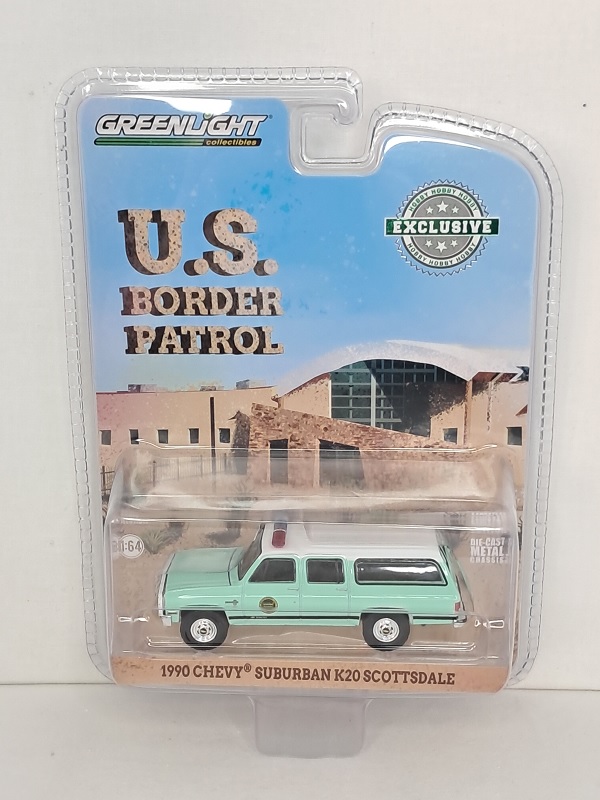 GREENLIGHT®
collectibles
HOBBY HOBBY HOBBY
EXCLUSIVE
HOBBY HOBBY HOBBY
U.S.
BORDER
PATROL
1:64
DIE-CAST
METAL
CHASSIS
1990 CHEVY® SUBURBAN K20 SCOTTSDALE